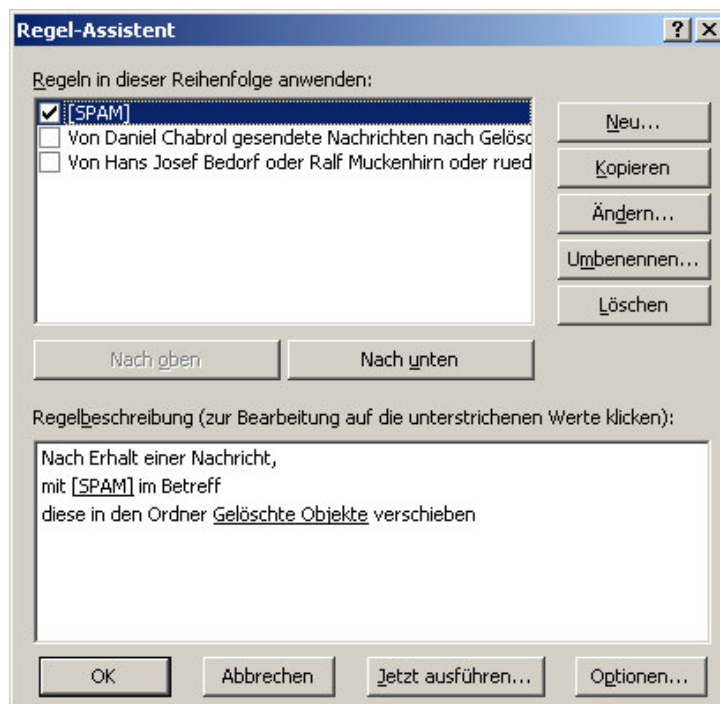 Regel-Assistent
Regeln in dieser Reihenfolge anwenden:
[SPAM]
Von Daniel Chabrol gesendete Nachrichten nach Gelösc
Von Hans Josef Bedorf oder Ralf Muckenhirn oder rued
Neu...
Kopieren
Ändern...
Umbenennen...
Löschen
Nach oben
Nach unten
Regelbeschreibung (zur Bearbeitung auf die unterstrichenen Werte klicken):
Nach Erhalt einer Nachricht,
mit [SPAM] im Betreff
diese in den Ordner Gelöschte Objekte verschieben
OK
Abbrechen
Jetzt ausführen...
Optionen...